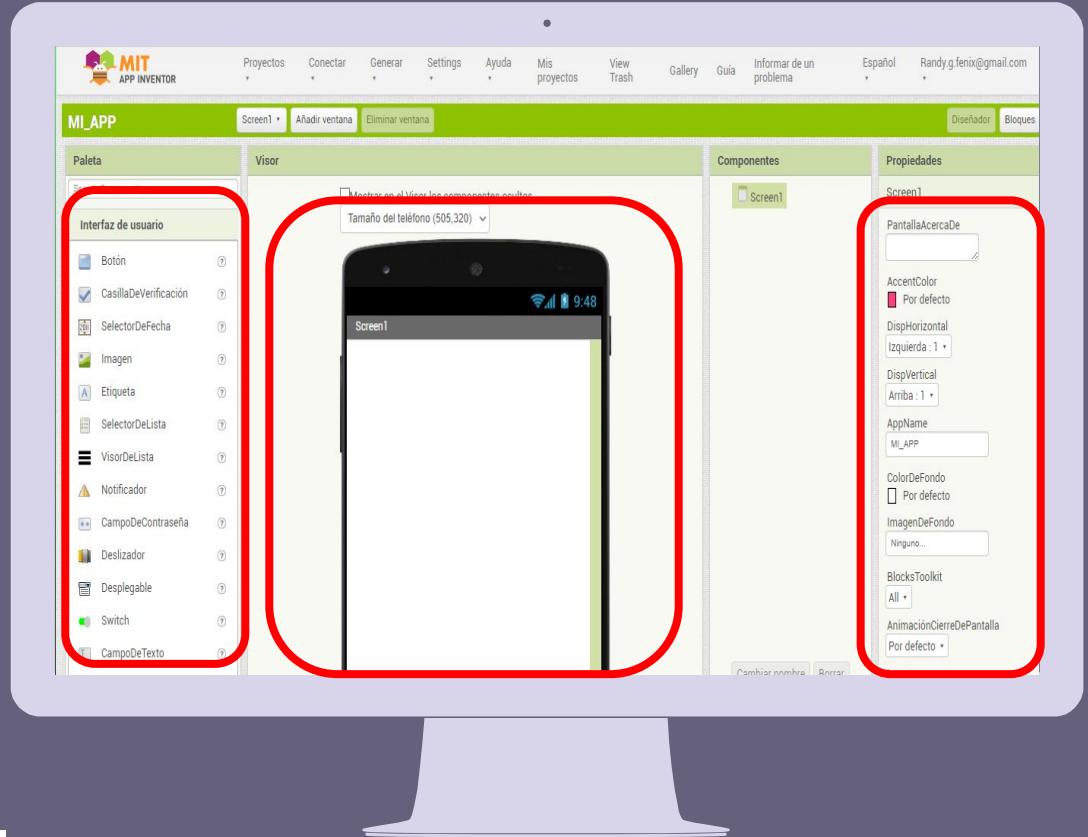 MIT
APP INVENTOR
Proyectos
Conectar
Generar
Settings
Ayuda
Mis
proyectos
View
Trash
Gallery
Guía
Informar de un
problema
Español
Randy.g.fenix@gmail.com
MI_APP
Screen1
Añadir ventana
Eliminar ventana
Diseñador
Bloques
Paleta
Interfaz de usuario
Botón
CasillaDeVerificación
SelectorDeFecha
Imagen
Etiqueta
SelectorDeLista
VisorDeLista
Notificador
CampoDeContraseña
Deslizador
Desplegable
Switch
CampoDeTexto
Visor
Mostrar en el Visor los componentes ocultos
Tamaño del teléfono (505,320)
9:48
Screen1
Componentes
Screen1
Cambiar nombre
Borrar
Propiedades
Screen1
PantallaAcercaDe
AccentColor
Por defecto
DispHorizontal
Izquierda : 1
DispVertical
Arriba : 1
AppName
MI_APP
ColorDeFondo
Por defecto
ImagenDeFondo
Ninguno...
BlocksToolkit
All
AnimaciónCierreDePantalla
Por defecto